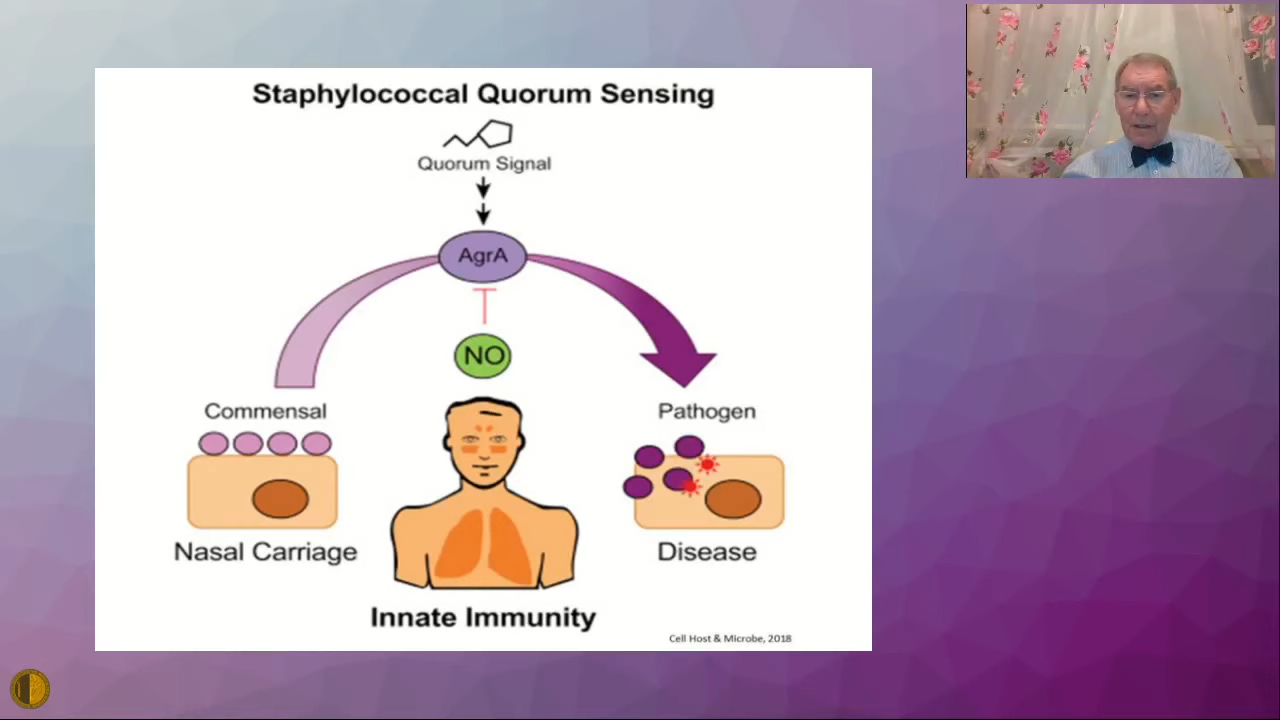 Staphylococcal Quorum Sensing
Quorum Signal
AgrA
NO
Commensal
Pathogen
Nasal Carriage
Disease
Innate Immunity
Cell Host & Microbe, 2018